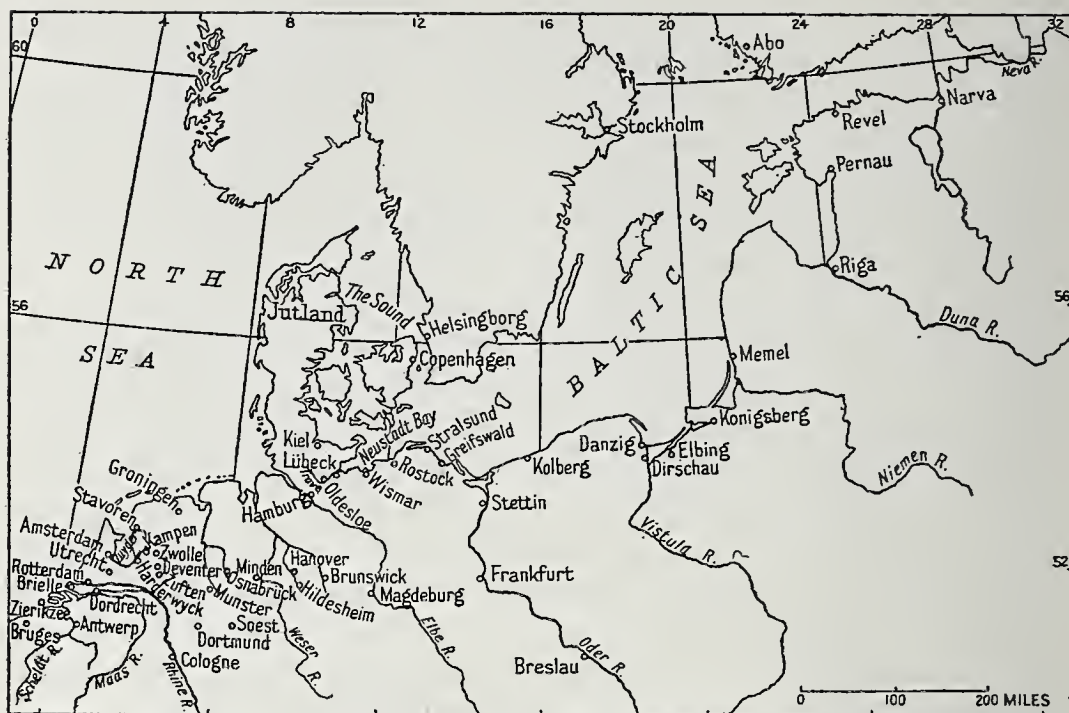 0 4 8 12 16 20 24 28 32
60
Abo
Neva R.
Narva
Stockholm
Revel
Pernau
NORTH
SEA
BALTIC SEA
Riga
Duna R.
56
56
Jutland
The Sound
Helsingborg
Copenhagen
Memel
Konigsberg
Kiel
Neustadt Bay
Stralsund
Greifswald
Lübeck
Rostock
Wismar
Kolberg
Danzig
Elbing
Dirschau
Niemen R.
Trave
Oldesloe
Hamburg
Stettin
Groningen
Stavoren
Amsterdam
Utrecht
Kampen
Zwolle
Deventer
Zutfen
Harderwyck
Munster
Osnabrück
Minden
Hanover
Brunswick
Hildesheim
Magdeburg
Frankfurt
Vistula R.
52
Rotterdam
Brielle
Dordrecht
Zierikzee
Antwerp
Bruges
Soest
Dortmund
Cologne
Weser R.
Elbe R.
Oder R.
Breslau
Scheldt R.
Maas R.
Rhine R.
0 100 200 MILES